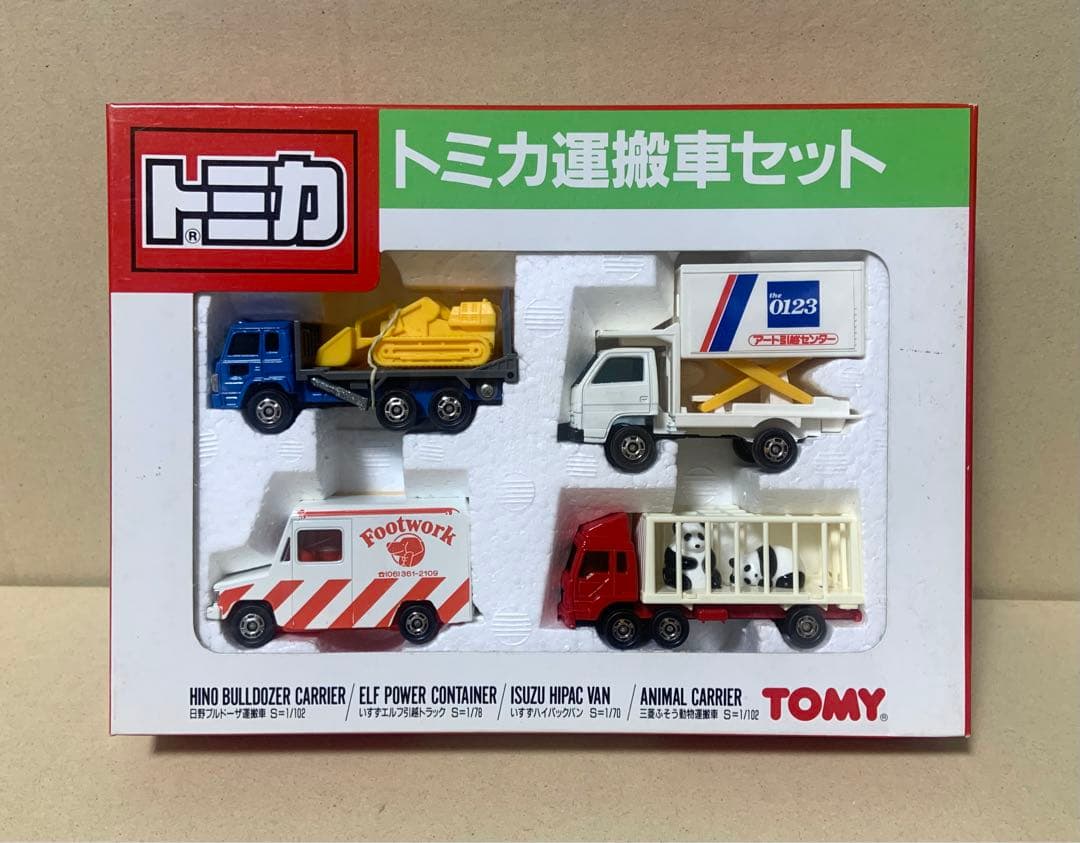 トミカ®
トミカ運搬車セット
the
0123
アート引越センター
Footwork
☎(06)361-2109
HINO BULLDOZER CARRIER / ELF POWER CONTAINER / ISUZU HIPAC VAN / ANIMAL CARRIER
日野ブルドーザ運搬車 S=1/102 いすずエルフ引越トラック S=1/78 いすずハイパックバン S=1/70 三菱ふそう動物運搬車 S=1/102
TOMY®